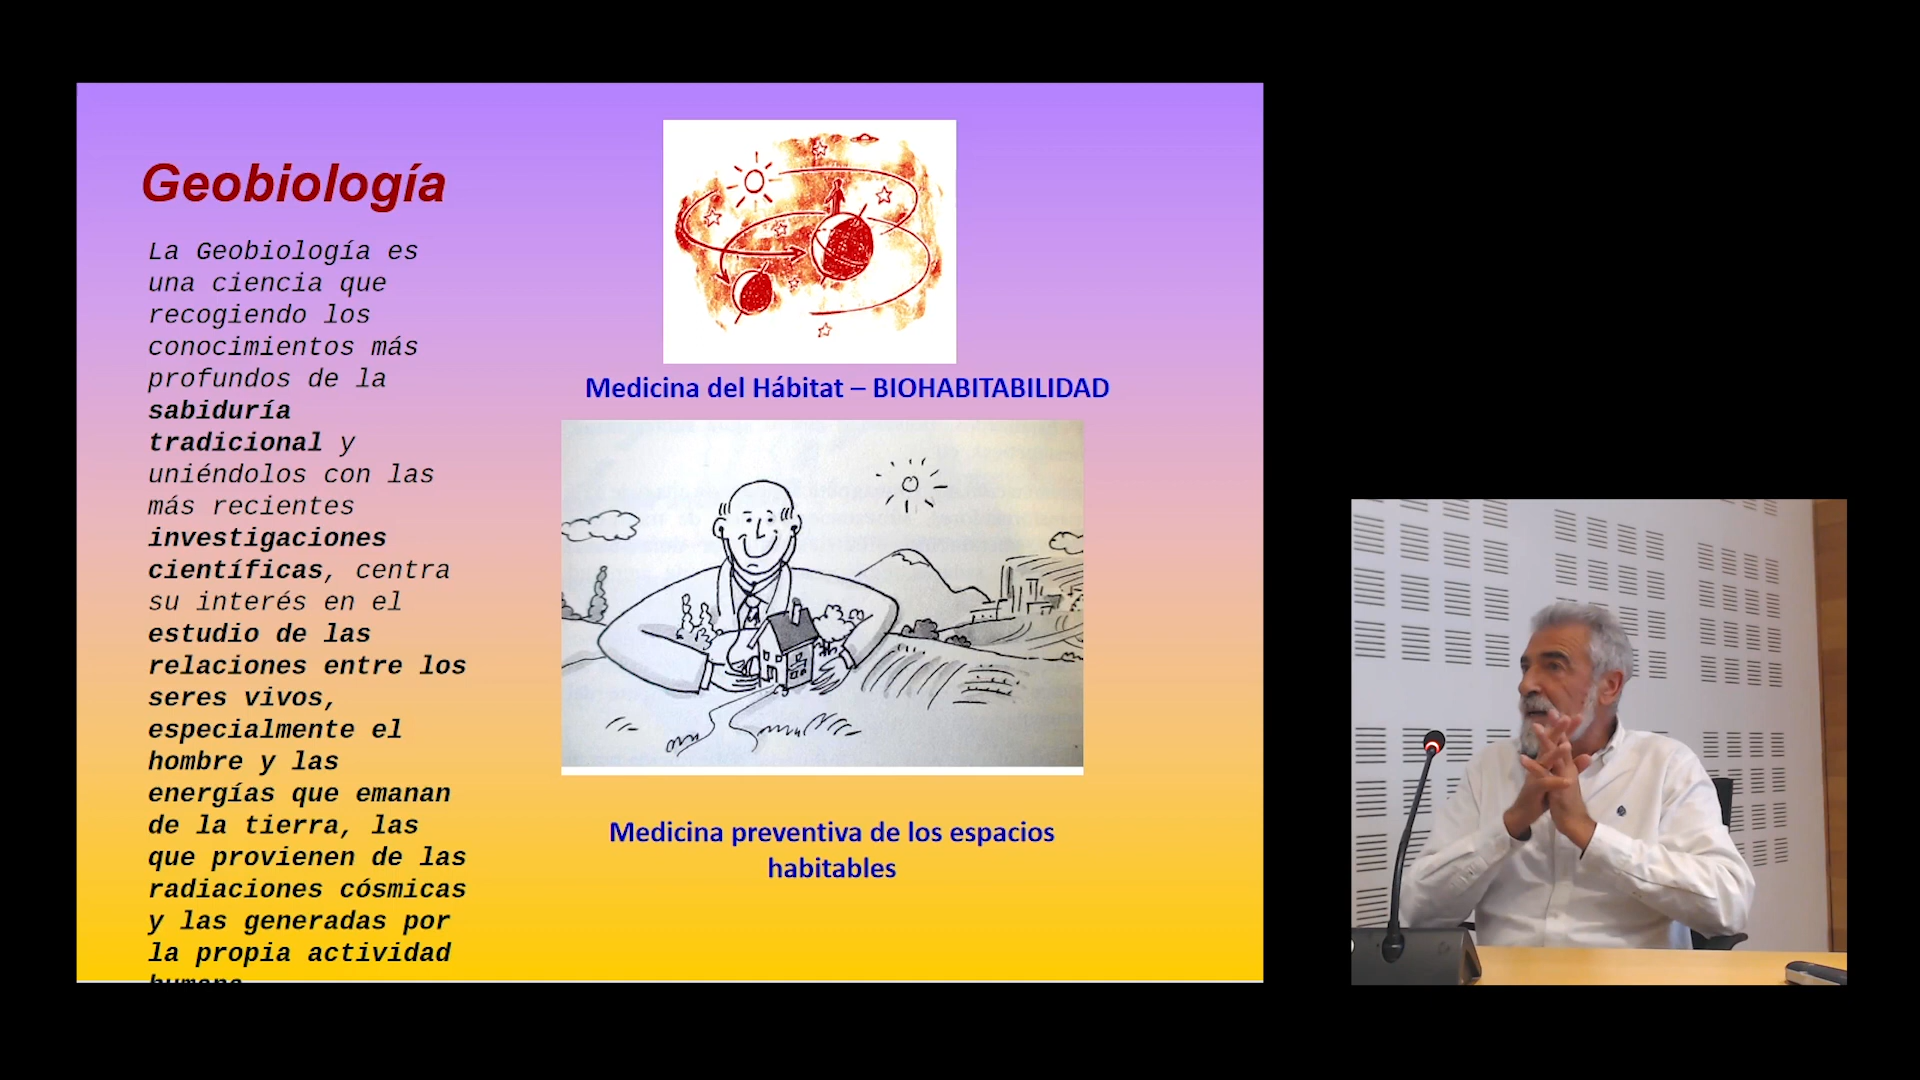 Geobiología
La Geobiología es
una ciencia que
recogiendo los
conocimientos más
profundos de la
sabiduría
tradicional y
uniéndolos con las
más recientes
investigaciones
científicas, centra
su interés en el
estudio de las
relaciones entre los
seres vivos,
especialmente el
hombre y las
energías que emanan
de la tierra, las
que provienen de las
radiaciones cósmicas
y las generadas por
la propia actividad
Medicina del Hábitat – BIOHABITABILIDAD
Medicina preventiva de los espacios
habitables